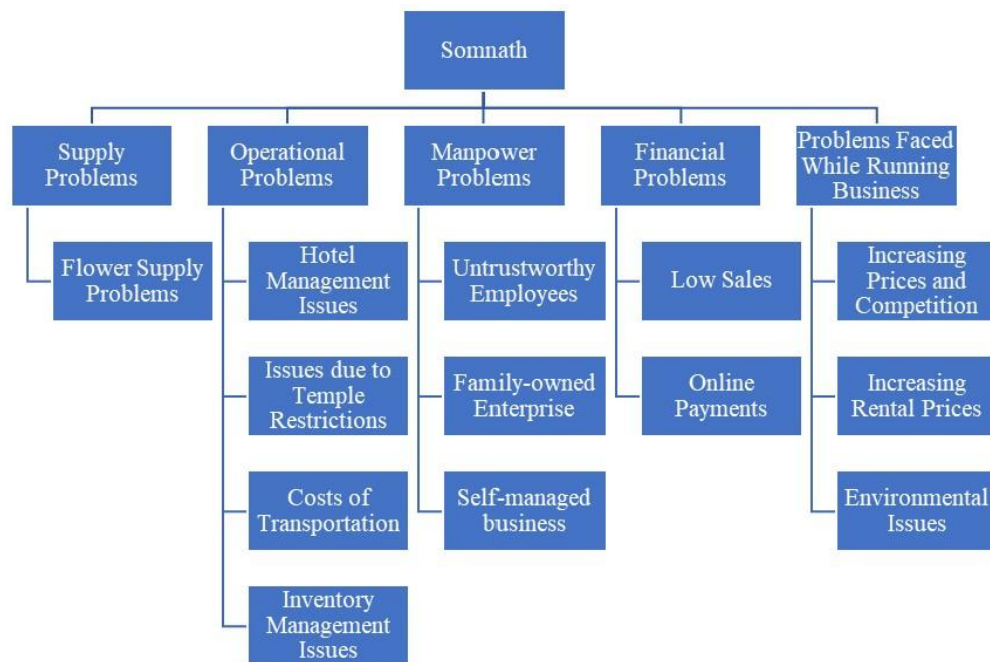 Somnath
Supply
Problems
Operational
Problems
Manpower
Problems
Financial
Problems
Problems Faced
While Running
Business
Flower Supply
Problems
Hotel
Management
Issues
Issues due to
Temple
Restrictions
Costs of
Transportation
Inventory
Management
Issues
Untrustworthy
Employees
Family-owned
Enterprise
Self-managed
business
Low Sales
Online
Payments
Increasing
Prices and
Competition
Increasing
Rental Prices
Environmental
Issues